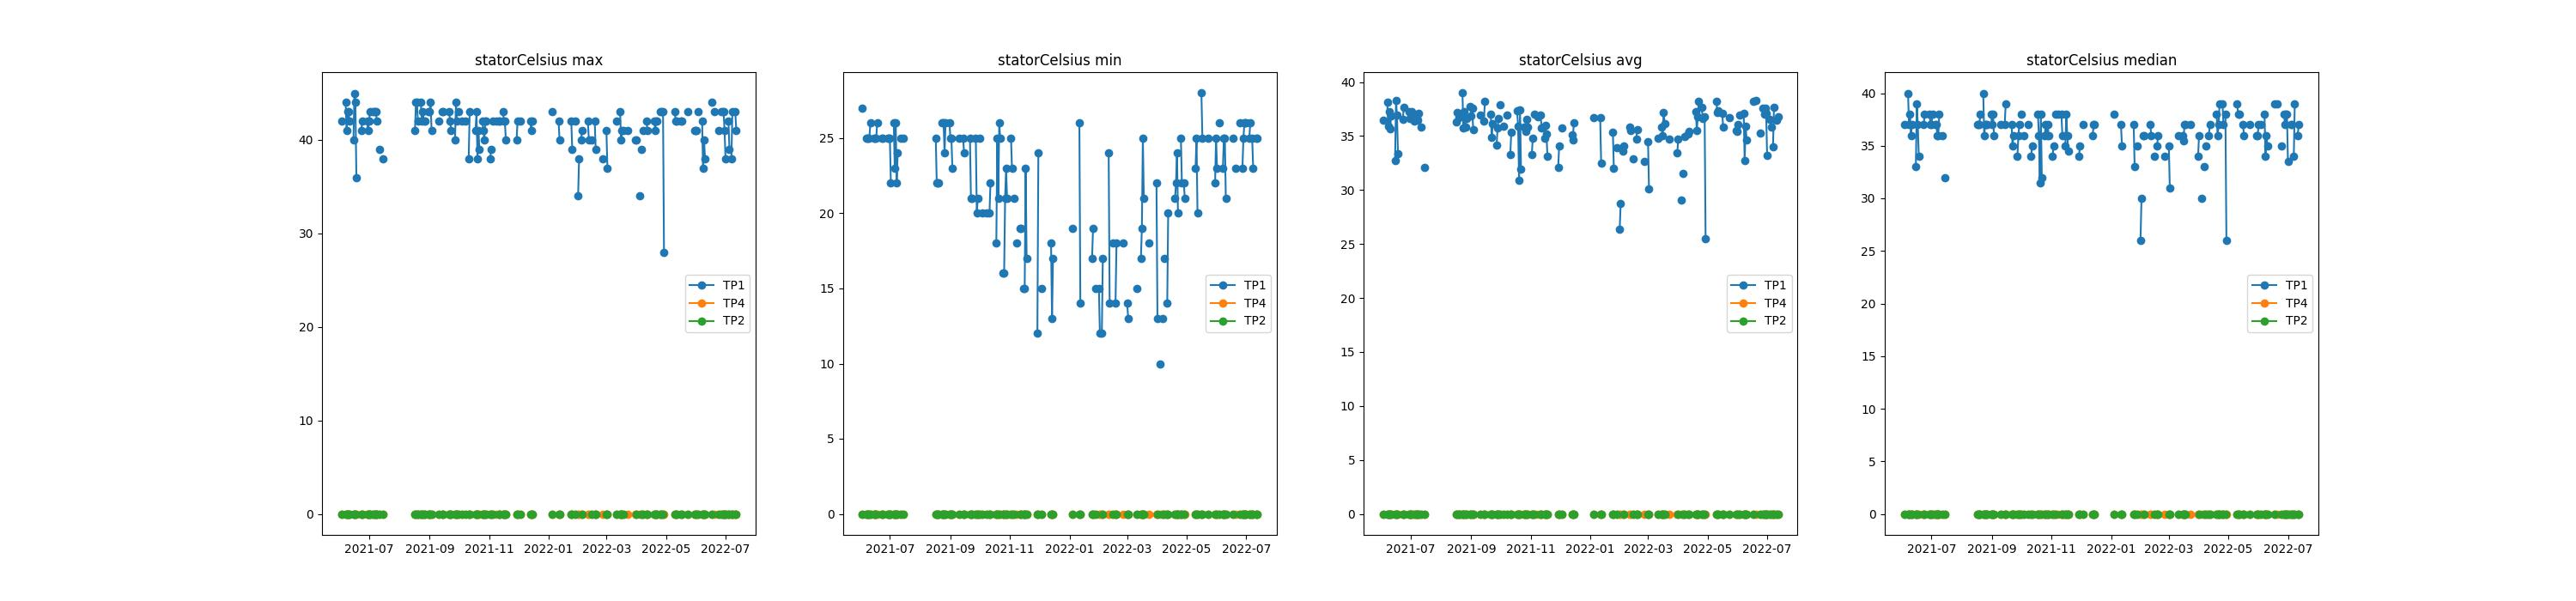 statorCelsius max
40
30
20
10
0
2021-07 2021-09 2021-11 2022-01 2022-03 2022-05 2022-07
TP1
TP4
TP2
statorCelsius min
25
20
15
10
5
0
2021-07 2021-09 2021-11 2022-01 2022-03 2022-05 2022-07
TP1
TP4
TP2
statorCelsius avg
40
35
30
25
20
15
10
5
0
2021-07 2021-09 2021-11 2022-01 2022-03 2022-05 2022-07
TP1
TP4
TP2
statorCelsius median
40
35
30
25
20
15
10
5
0
2021-07 2021-09 2021-11 2022-01 2022-03 2022-05 2022-07
TP1
TP4
TP2